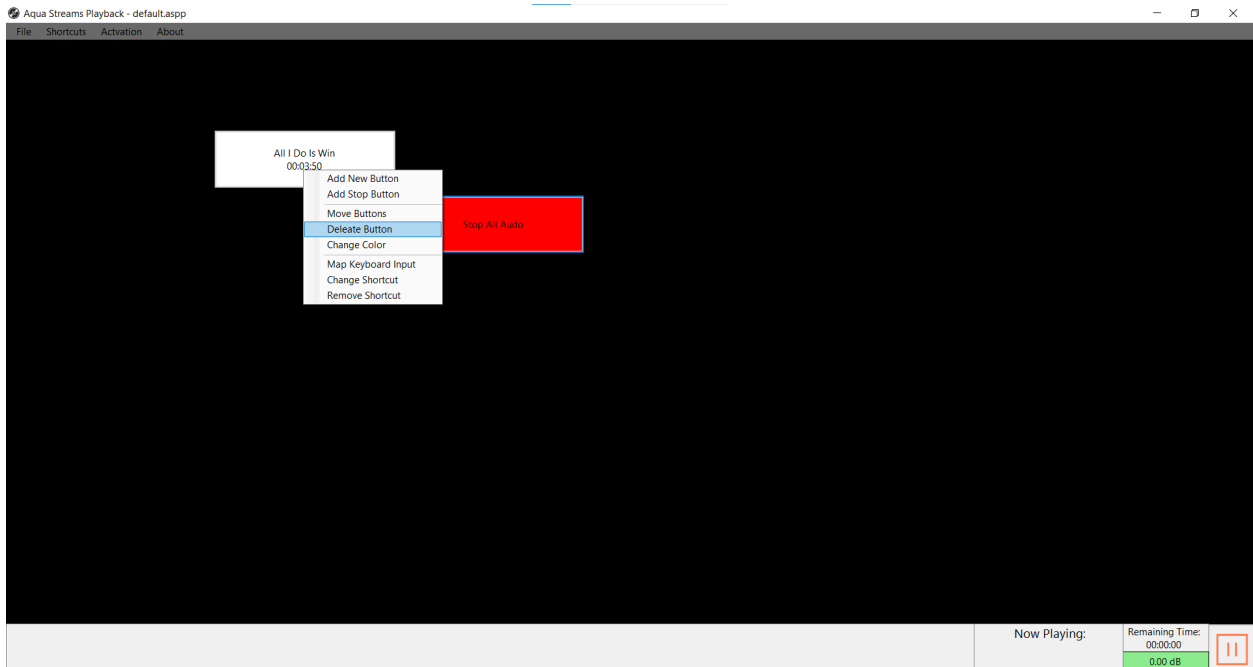 Aqua Streams Playback - default.aspp
File Shortcuts Actvation About
All I Do Is Win
00:03:50
Add New Button
Add Stop Button
Move Buttons
Deleate Button
Change Color
Map Keyboard Input
Change Shortcut
Remove Shortcut
Stop All Audo
Now Playing:
Remaining Time:
00:00:00
0.00 dB